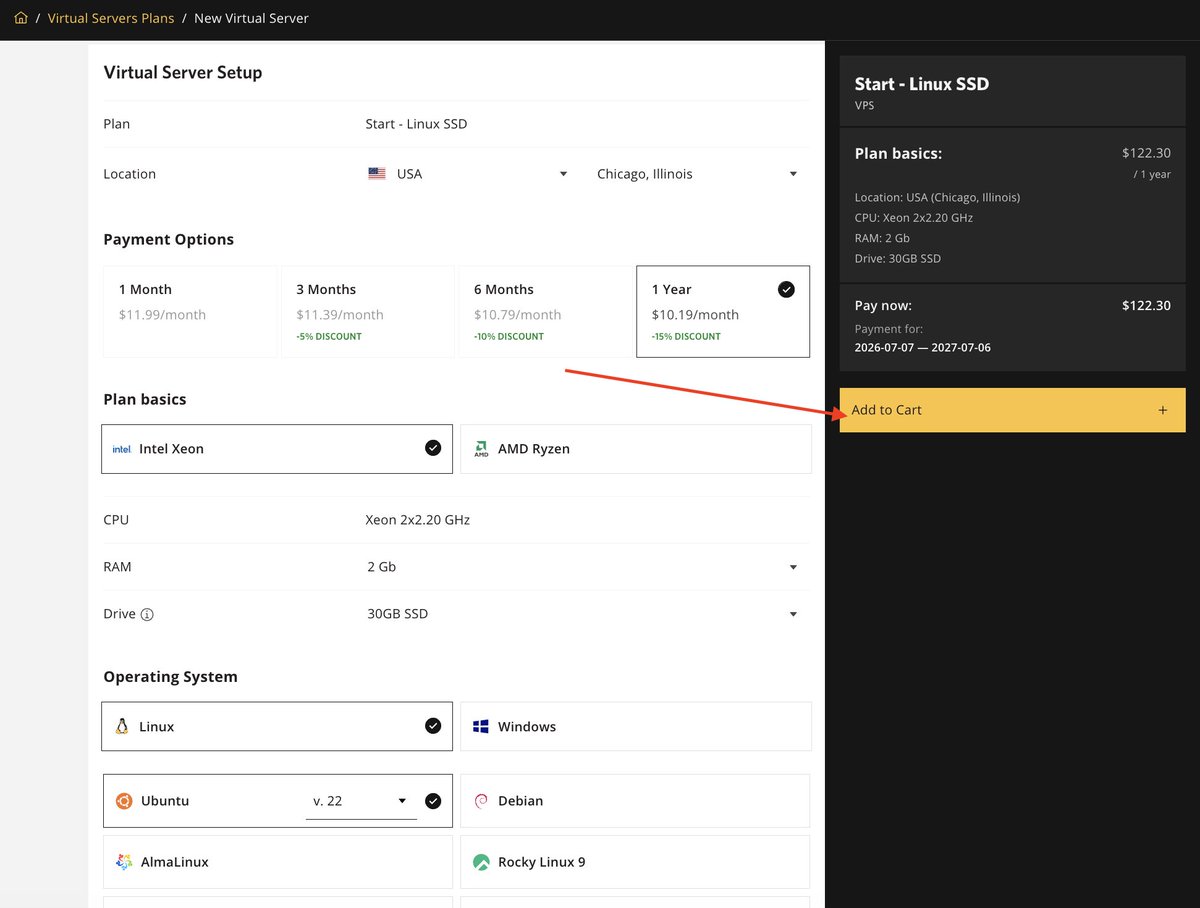 / Virtual Servers Plans / New Virtual Server
Virtual Server Setup
Plan Start - Linux SSD
Location USA Chicago, Illinois
Payment Options
1 Month 3 Months 6 Months 1 Year
$11.99/month $11.39/month $10.79/month $10.19/month
-5% DISCOUNT -10% DISCOUNT -15% DISCOUNT
Plan basics
intel Intel Xeon AMD AMD Ryzen
CPU Xeon 2x2.20 GHz
RAM 2 Gb
Drive 30GB SSD
Operating System
Linux Windows
Ubuntu v. 22 Debian
AlmaLinux Rocky Linux 9
Start - Linux SSD
VPS
Plan basics: $122.30
/ 1 year
Location: USA (Chicago, Illinois)
CPU: Xeon 2x2.20 GHz
RAM: 2 Gb
Drive: 30GB SSD
Pay now: $122.30
Payment for:
2026-07-07 — 2027-07-06
Add to Cart +